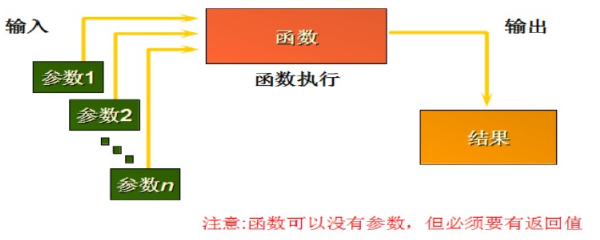 输入
函数
输出
参数1
函数执行
参数2
结果
参数n
注意:函数可以没有参数，但必须要有返回值